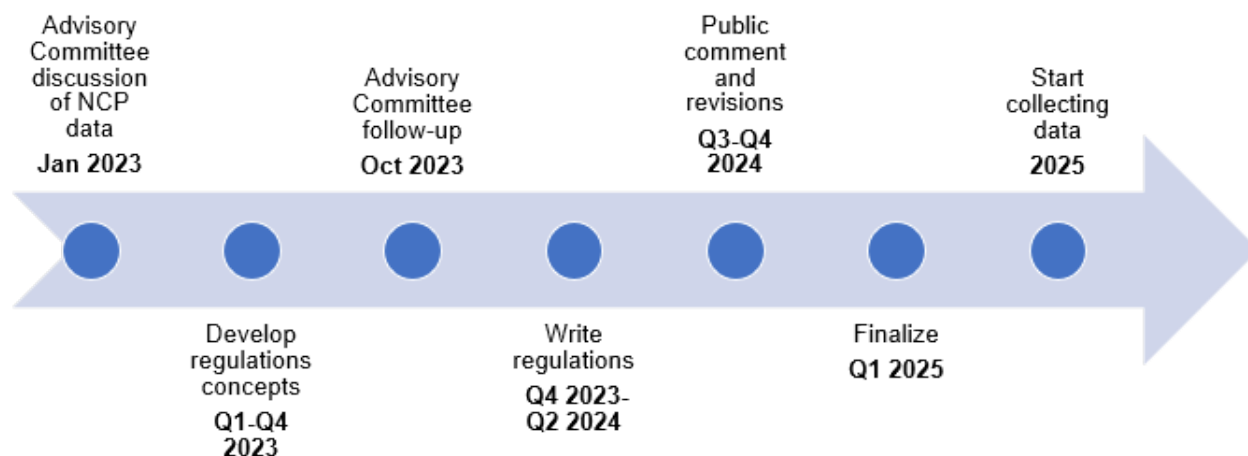 Advisory
Committee
discussion
of NCP
data
Jan 2023
Develop
regulations
concepts
Q1-Q4
2023
Advisory
Committee
follow-up
Oct 2023
Write
regulations
Q4 2023-
Q2 2024
Public
comment
and
revisions
Q3-Q4
2024
Finalize
Q1 2025
Start
collecting
data
2025